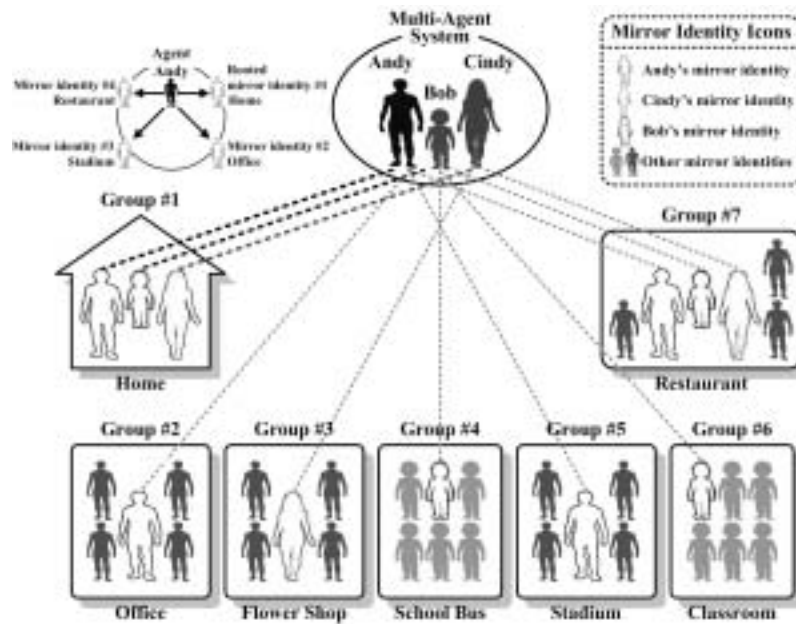 Multi-Agent
System
Andy
Bob
Cindy
Agent
Andy
Mirror identity #4
Restaurant
Rooted
mirror identity #1
Home
Mirror identity #3
Stadium
Mirror identity #2
Office
Mirror Identity Icons
Andy's mirror identity
Cindy's mirror identity
Bob's mirror identity
Other mirror identities
Group #1
Home
Group #7
Restaurant
Group #2
Office
Group #3
Flower Shop
Group #4
School Bus
Group #5
Stadium
Group #6
Classroom